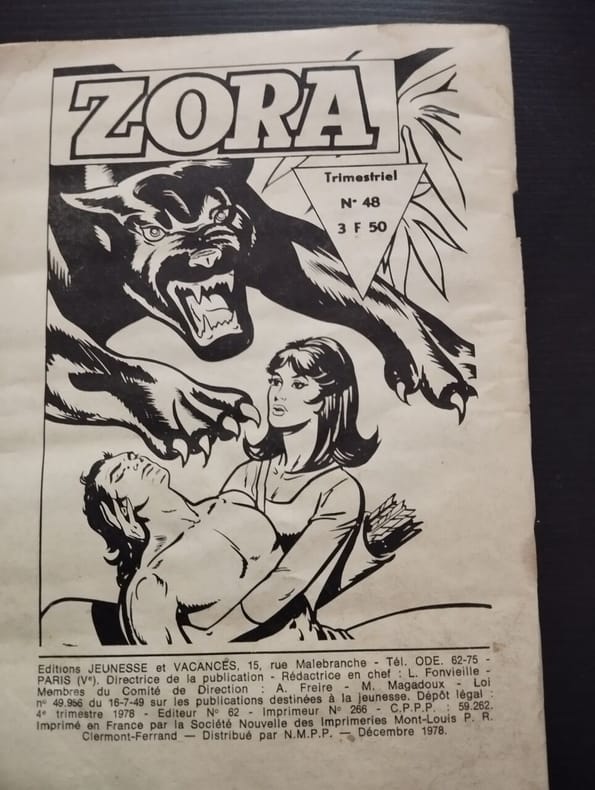 ZORA
Trimestriel
N° 48
3 F 50
Editions JEUNESSE et VACANCES, 15, rue Malebranche - Tél. ODE. 62-75 -
PARIS (Vᵉ). Directrice de la publication - Rédactrice en chef : L. Fonvieille -
Membres du Comité de Direction : A. Freire - M. Magadoux - Loi
n° 49.956 du 16-7-49 sur les publications destinées à la jeunesse. Dépôt légal :
4ᵉ trimestre 1978 - Editeur N° 62 - Imprimeur N° 266 - C.P.P.P. : 59.262.
Imprimé en France par la Société Nouvelle des Imprimeries Mont-Louis P. R.
Clermont-Ferrand — Distribué par N.M.P.P. — Décembre 1978.